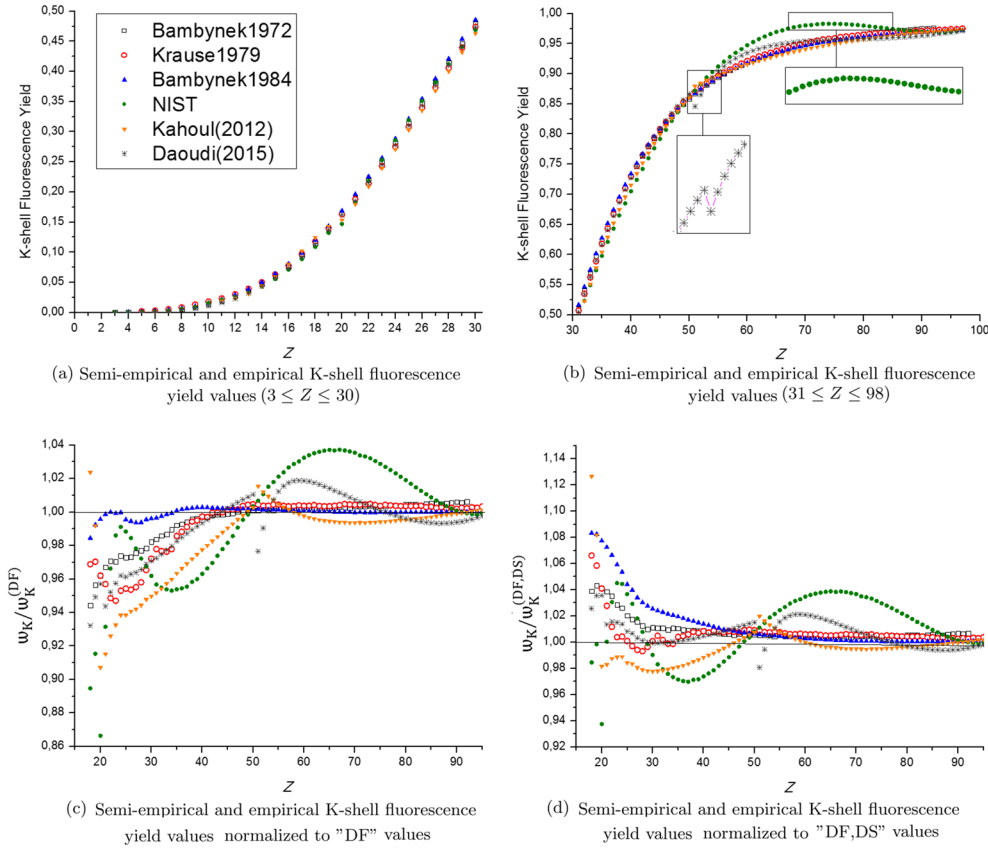 Bambynek1972
Krause1979
Bambynek1984
NIST
Kahoul(2012)
Daoudi(2015)
K-shell Fluorescence Yield
0,50
0,45
0,40
0,35
0,30
0,25
0,20
0,15
0,10
0,05
0,00
0 2 4 6 8 10 12 14 16 18 20 22 24 26 28 30
Z
(a) Semi-empirical and empirical K-shell fluorescence
yield values (3 ≤ Z ≤ 30)
K-shell Fluorescence Yield
1,00
0,95
0,90
0,85
0,80
0,75
0,70
0,65
0,60
0,55
0,50
30 40 50 60 70 80 90 100
Z
(b) Semi-empirical and empirical K-shell fluorescence
yield values (31 ≤ Z ≤ 98)
ω_K/ω_K^(DF)
1,04
1,02
1,00
0,98
0,96
0,94
0,92
0,90
0,88
0,86
20 30 40 50 60 70 80 90
Z
(c) Semi-empirical and empirical K-shell fluorescence
yield values normalized to "DF" values
ω_K/ω_K^(DF,DS)
1,14
1,12
1,10
1,08
1,06
1,04
1,02
1,00
0,98
0,96
0,94
0,92
20 30 40 50 60 70 80 90
Z
(d) Semi-empirical and empirical K-shell fluorescence
yield values normalized to "DF,DS" values